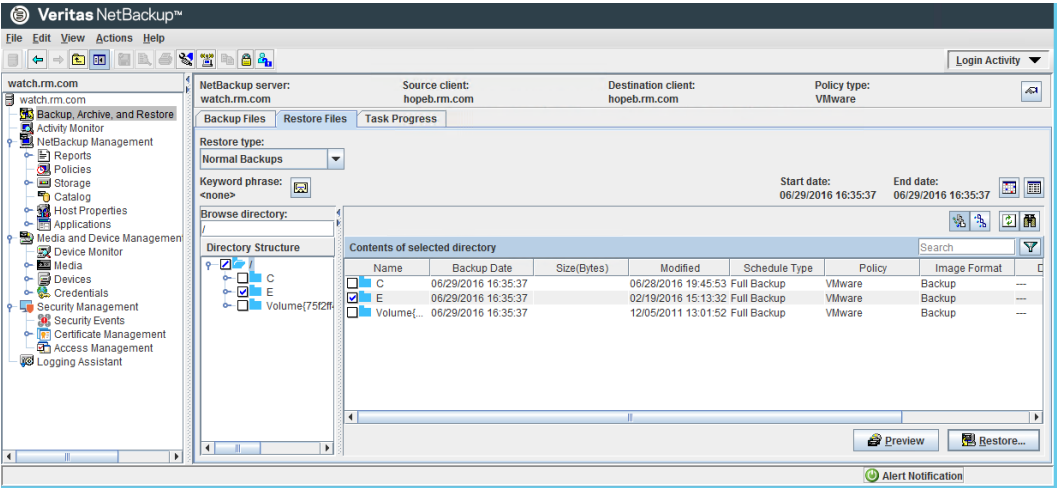 Veritas NetBackup™
File Edit View Actions Help
Login Activity
watch.rm.com
watch.rm.com
Backup, Archive, and Restore
Activity Monitor
NetBackup Management
Reports
Policies
Storage
Catalog
Host Properties
Applications
Media and Device Management
Device Monitor
Media
Devices
Credentials
Security Management
Security Events
Certificate Management
Access Management
Logging Assistant
NetBackup server: Source client: Destination client: Policy type:
watch.rm.com hopeb.rm.com hopeb.rm.com VMware
Backup Files Restore Files Task Progress
Restore type:
Normal Backups
Keyword phrase: Start date: End date:
<none> 06/29/2016 16:35:37 06/29/2016 16:35:37
Browse directory:
/
Directory Structure
/
C
E
Volume{75f2ff
Contents of selected directory Search
Name Backup Date Size(Bytes) Modified Schedule Type Policy Image Format D
C 06/29/2016 16:35:37 06/28/2016 19:45:53 Full Backup VMware Backup ---
E 06/29/2016 16:35:37 02/19/2016 15:13:32 Full Backup VMware Backup ---
Volume{... 06/29/2016 16:35:37 12/05/2011 13:01:52 Full Backup VMware Backup ---
Preview Restore...
Alert Notification